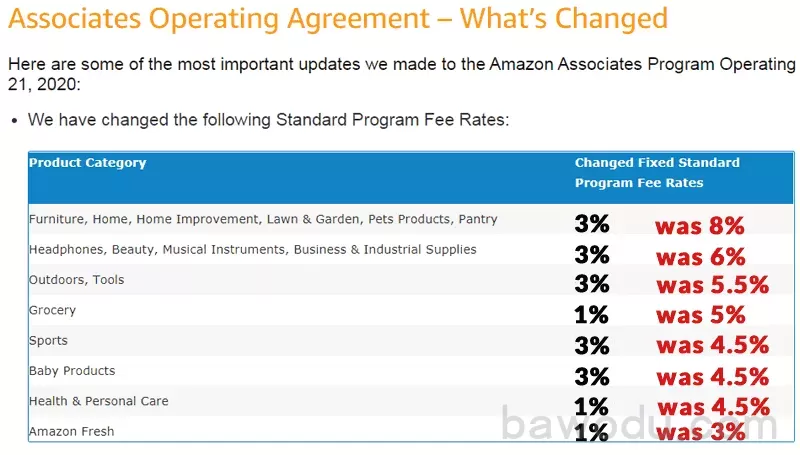 Associates Operating Agreement – What's Changed
Here are some of the most important updates we made to the Amazon Associates Program Operating
21, 2020:
• We have changed the following Standard Program Fee Rates:
Product Category Changed Fixed Standard
Program Fee Rates
Furniture, Home, Home Improvement, Lawn & Garden, Pets Products, Pantry 3% was 8%
Headphones, Beauty, Musical Instruments, Business & Industrial Supplies 3% was 6%
Outdoors, Tools 3% was 5.5%
Grocery 1% was 5%
Sports 3% was 4.5%
Baby Products 3% was 4.5%
Health & Personal Care 1% was 4.5%
Amazon Fresh 1% was 3%
bawodu.com